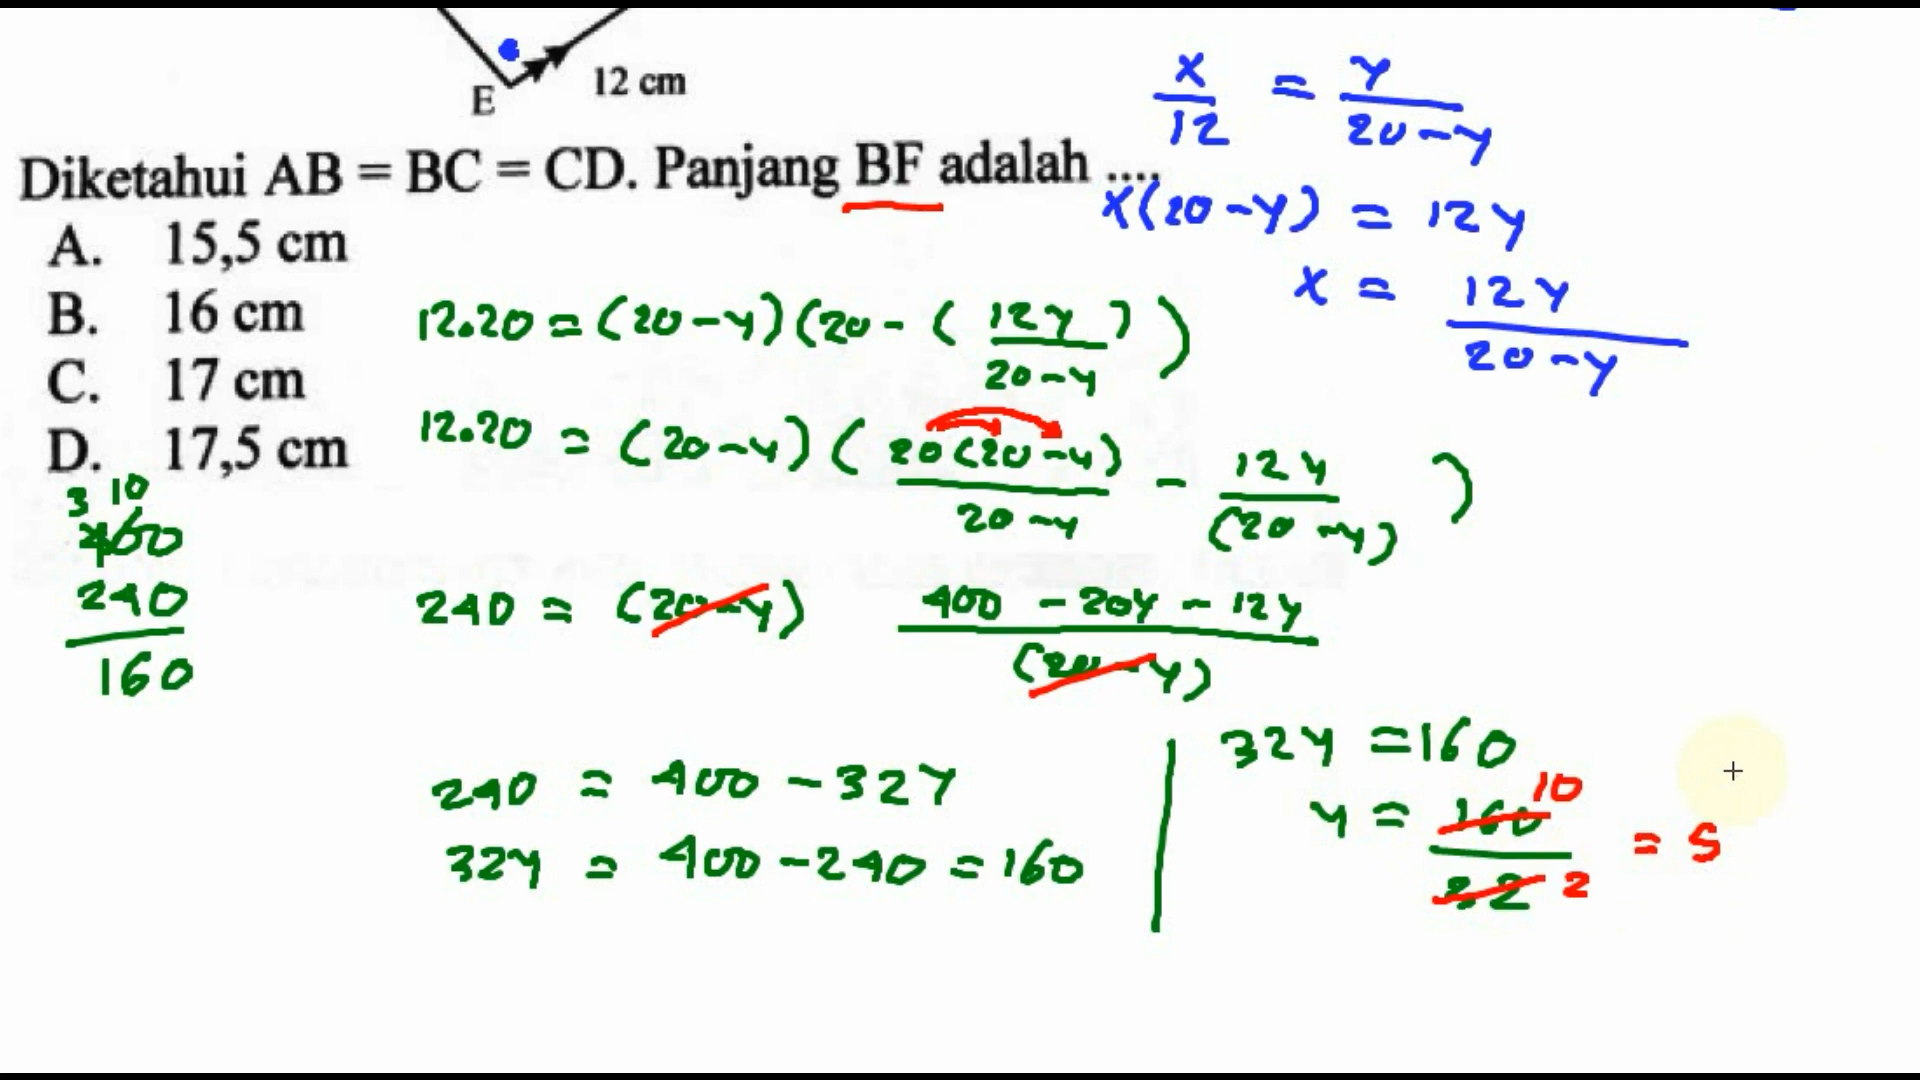 E
12 cm
Diketahui AB = BC = CD. Panjang BF adalah ....
A. 15,5 cm
B. 16 cm
C. 17 cm
D. 17,5 cm
x/12 = y/20-y
x(20-y) = 12y
x = 12y/20-y
12.20 = (20-y)(20-(12y/20-y))
12.20 = (20-y)(20(20-y)/20-y - 12y/(20-y))
3 10
400
240
160
240 = (20-y) 400-20y-12y/(20-y)
240 = 400-32y
32y = 400-240 = 160
32y = 160
y = 160/32 10/2 = 5